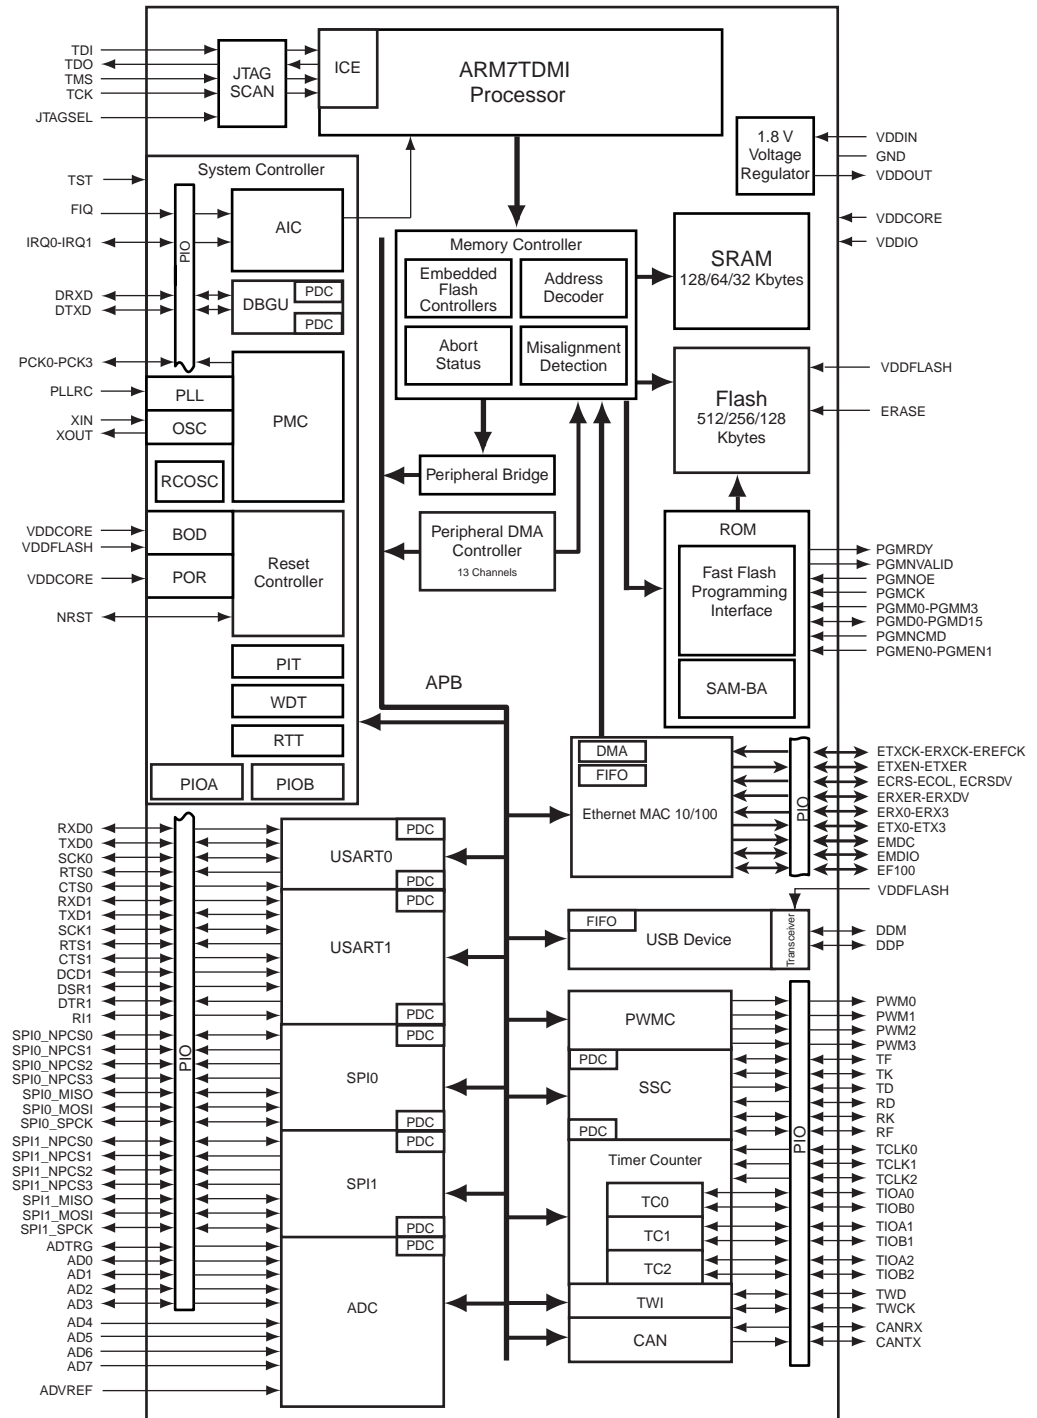 TDI
TDO
TMS
TCK
JTAGSEL
JTAG
SCAN
ICE
ARM7TDMI
Processor
1.8 V
Voltage
Regulator
VDDIN
GND
VDDOUT
VDDCORE
VDDIO
System Controller
TST
FIQ
IRQ0-IRQ1
PIO
AIC
DRXD
DTXD
DBGU
PDC
PDC
PCK0-PCK3
PLLRC
XIN
XOUT
PLL
OSC
RCOSC
PMC
VDDCORE
VDDFLASH
VDDCORE
NRST
BOD
POR
Reset
Controller
PIT
WDT
RTT
PIOA
PIOB
Memory Controller
Embedded
Flash
Controllers
Address
Decoder
Abort
Status
Misalignment
Detection
SRAM
128/64/32 Kbytes
Flash
512/256/128
Kbytes
VDDFLASH
ERASE
Peripheral Bridge
Peripheral DMA
Controller
13 Channels
ROM
Fast Flash
Programming
Interface
SAM-BA
PGMRDY
PGMNVALID
PGMNOE
PGMCK
PGMM0-PGMM3
PGMD0-PGMD15
PGMNCMD
PGMEN0-PGMEN1
APB
DMA
FIFO
Ethernet MAC 10/100
PIO
ETXCK-ERXCK-EREFCK
ETXEN-ETXER
ECRS-ECOL, ECRSDV
ERXER-ERXDV
ERX0-ERX3
ETX0-ETX3
EMDC
EMDIO
EF100
VDDFLASH
FIFO
USB Device
Transceiver
DDM
DDP
RXD0
TXD0
SCK0
RTS0
CTS0
RXD1
TXD1
SCK1
RTS1
CTS1
DCD1
DSR1
DTR1
RI1
SPI0_NPCS0
SPI0_NPCS1
SPI0_NPCS2
SPI0_NPCS3
SPI0_MISO
SPI0_MOSI
SPI0_SPCK
SPI1_NPCS0
SPI1_NPCS1
SPI1_NPCS2
SPI1_NPCS3
SPI1_MISO
SPI1_MOSI
SPI1_SPCK
ADTRG
AD0
AD1
AD2
AD3
AD4
AD5
AD6
AD7
ADVREF
PIO
PDC
USART0
PDC
PDC
USART1
PDC
PDC
SPI0
PDC
PDC
SPI1
PDC
PDC
ADC
PWMC
PDC
SSC
PDC
Timer Counter
TC0
TC1
TC2
TWI
CAN
PIO
PWM0
PWM1
PWM2
PWM3
TF
TK
TD
RD
RK
RF
TCLK0
TCLK1
TCLK2
TIOA0
TIOB0
TIOA1
TIOB1
TIOA2
TIOB2
TWD
TWCK
CANRX
CANTX